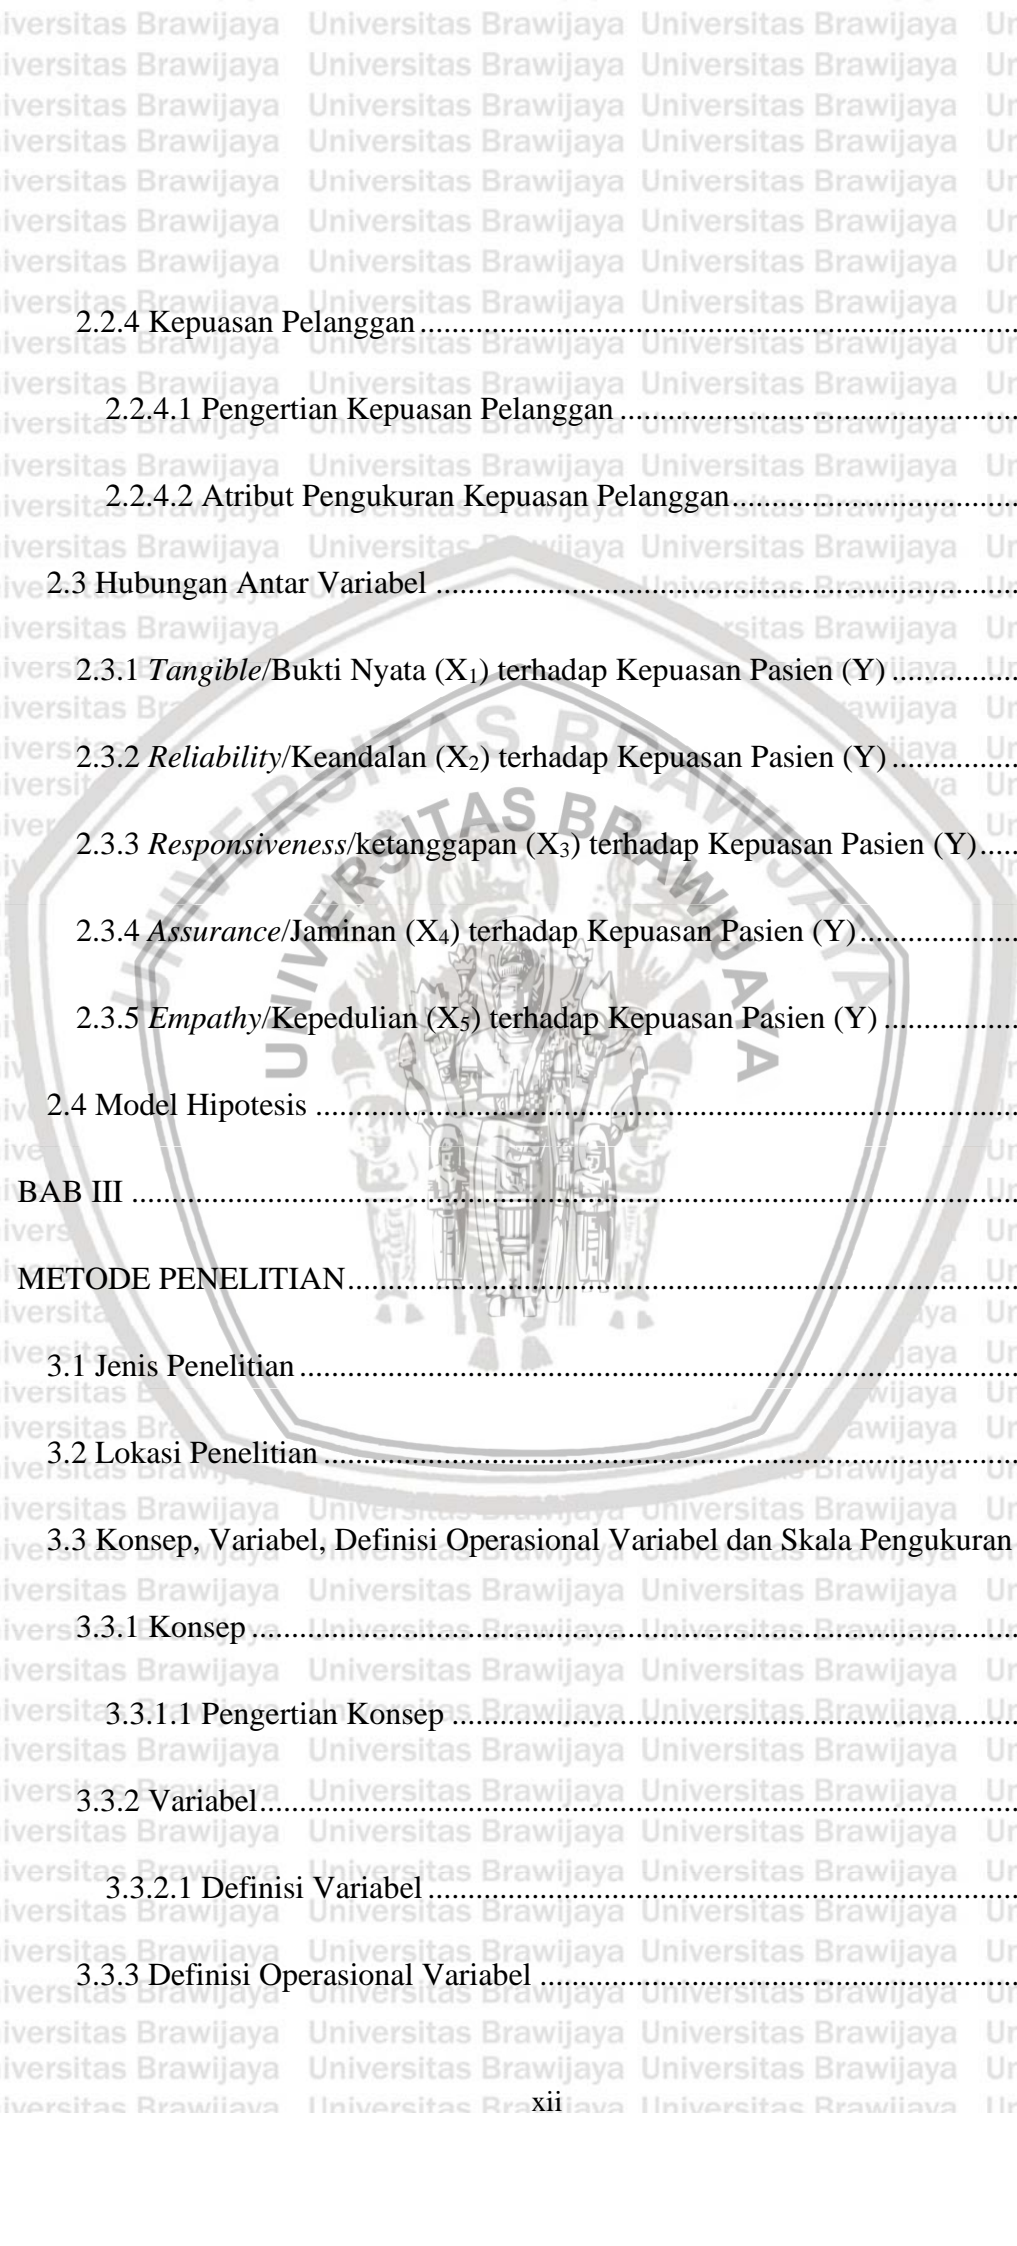 2.2.4 Kepuasan Pelanggan
2.2.4.1 Pengertian Kepuasan Pelanggan
2.2.4.2 Atribut Pengukuran Kepuasan Pelanggan
2.3 Hubungan Antar Variabel
2.3.1 Tangible/Bukti Nyata (X1) terhadap Kepuasan Pasien (Y)
2.3.2 Reliability/Keandalan (X2) terhadap Kepuasan Pasien (Y)
2.3.3 Responsiveness/ketanggapan (X3) terhadap Kepuasan Pasien (Y)
2.3.4 Assurance/Jaminan (X4) terhadap Kepuasan Pasien (Y)
2.3.5 Empathy/Kepedulian (X5) terhadap Kepuasan Pasien (Y)
2.4 Model Hipotesis
BAB III
METODE PENELITIAN
3.1 Jenis Penelitian
3.2 Lokasi Penelitian
3.3 Konsep, Variabel, Definisi Operasional Variabel dan Skala Pengukuran
3.3.1 Konsep
3.3.1.1 Pengertian Konsep
3.3.2 Variabel
3.3.2.1 Definisi Variabel
3.3.3 Definisi Operasional Variabel
xii
UNIVERSITAS BRAWIJAYA